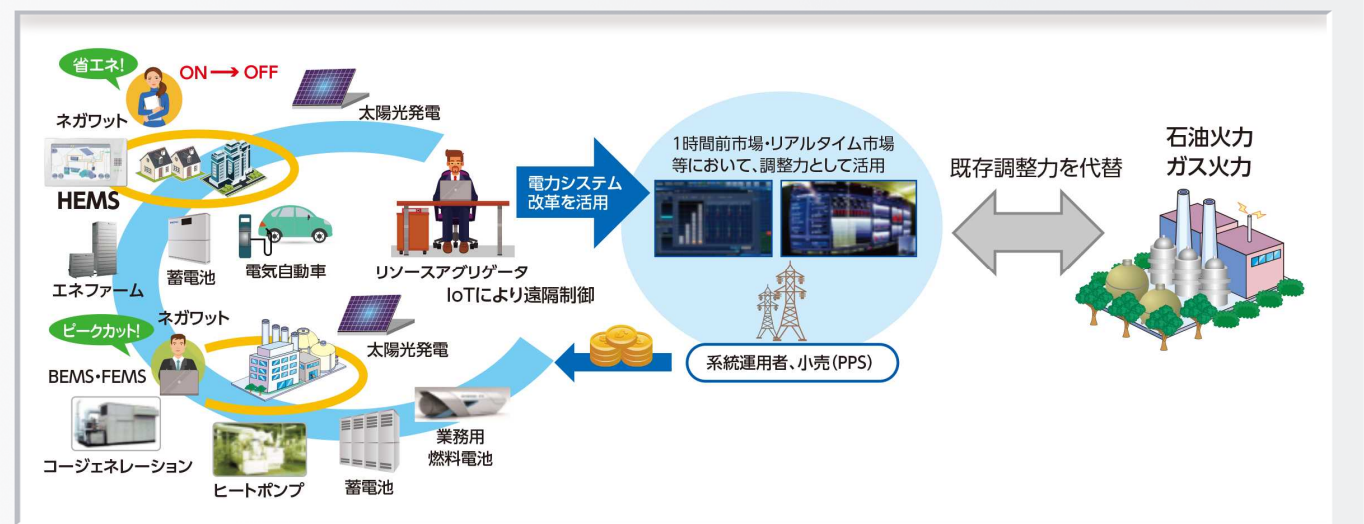 省エネ!
ON→OFF
太陽光発電
ネガワット
HEMS
エネファーム
蓄電池
電気自動車
リソースアグリゲータ
IoTにより遠隔制御
ピークカット!
ネガワット
太陽光発電
BEMS・FEMS
コージェネレーション
ヒートポンプ
蓄電池
業務用
燃料電池
電力システム
改革を活用
1時間前市場・リアルタイム市場
等において、調整力として活用
系統運用者、小売(PPS)
既存調整力を代替
石油火力
ガス火力